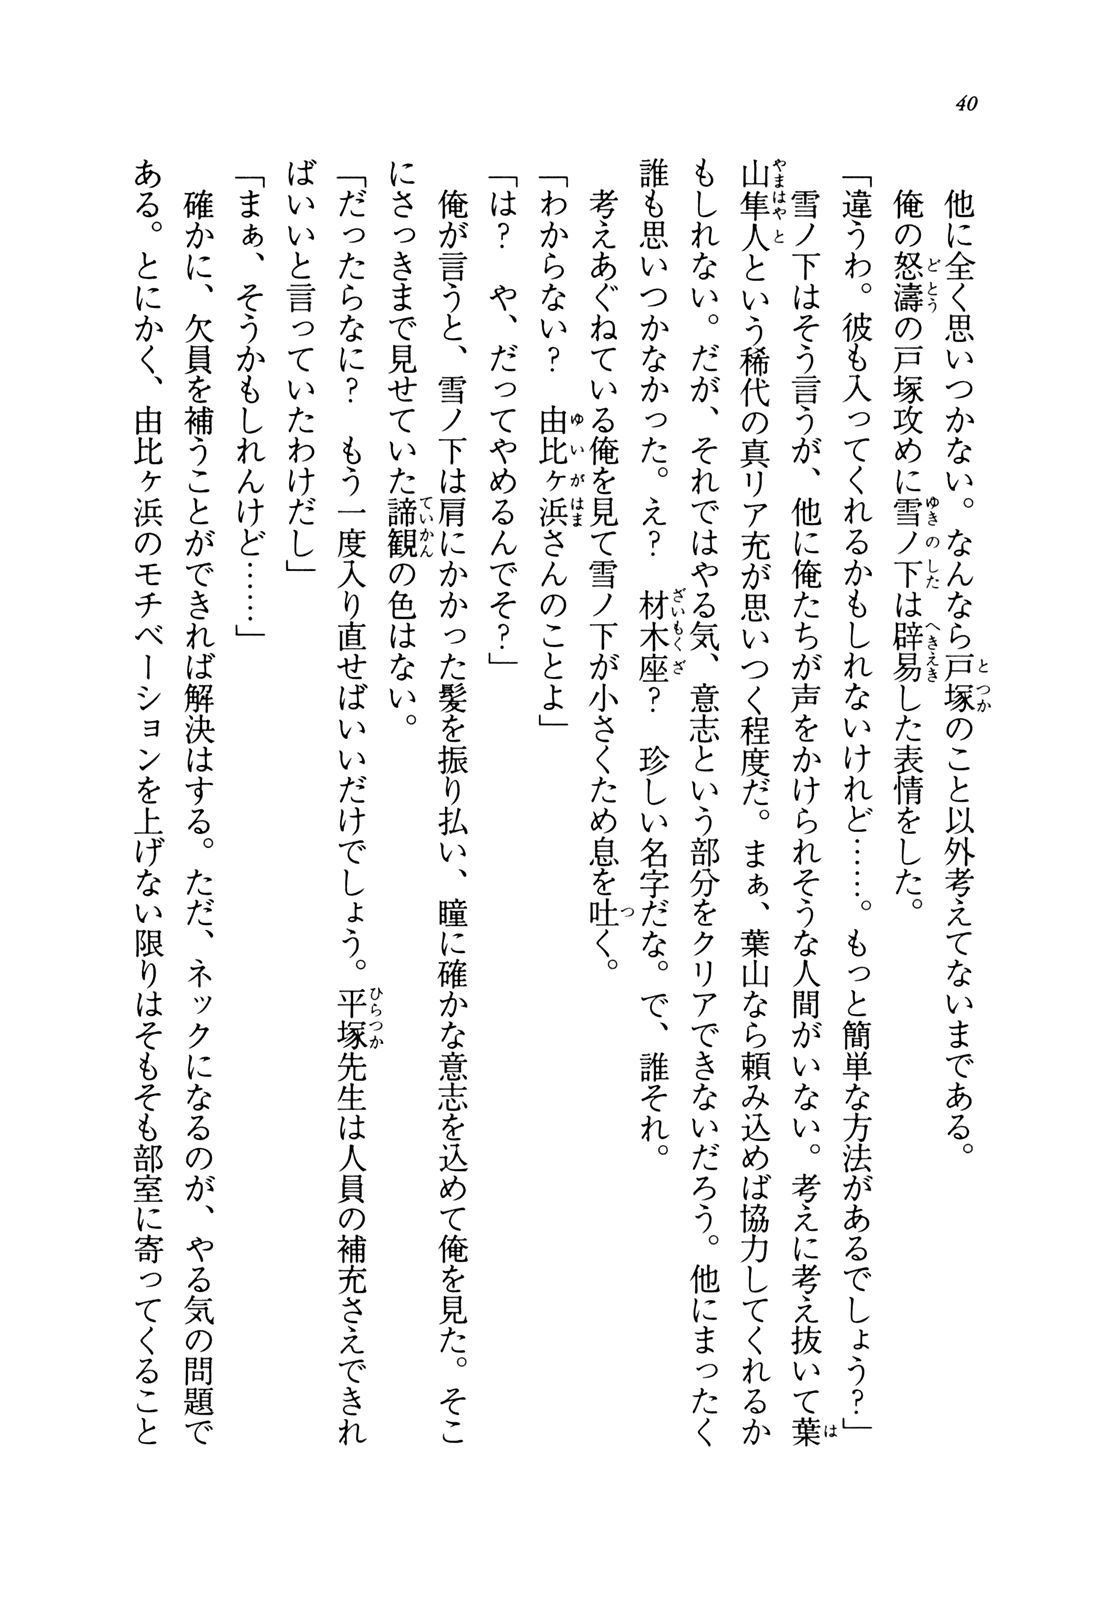 40
他に全く思いつかない。なんなら戸塚のこと以外考えてないまである。
俺の怒濤の戸塚攻めに雪ノ下は辟易した表情をした。
「違うわ。彼も入ってくれるかもしれないけれど……。もっと簡単な方法があるでしょう？」
雪ノ下はそう言うが、他に俺たちが声をかけられそうな人間がいない。考えに考え抜いて葉
山隼人という稀代の真リア充が思いつく程度だ。まぁ、葉山なら頼み込めば協力してくれるか
もしれない。だが、それではやる気、意志という部分をクリアできないだろう。他にまったく
誰も思いつかなかった。え？　材木座？　珍しい名字だな。で、誰それ。
考えあぐねている俺を見て雪ノ下が小さくため息を吐く。
「わからない？　由比ヶ浜さんのことよ」
「は？　や、だってやめるんでそ？」
俺が言うと、雪ノ下は肩にかかった髪を振り払い、瞳に確かな意志を込めて俺を見た。そこ
にさっきまで見せていた諦観の色はない。
「だったらなに？　もう一度入り直せばいいだけでしょう。平塚先生は人員の補充さえできれ
ばいいと言っていたわけだし」
「まぁ、そうかもしれんけど……」
確かに、欠員を補うことができれば解決はする。ただ、ネックになるのが、やる気の問題で
ある。とにかく、由比ヶ浜のモチベーションを上げない限りはそもそも部室に寄ってくること